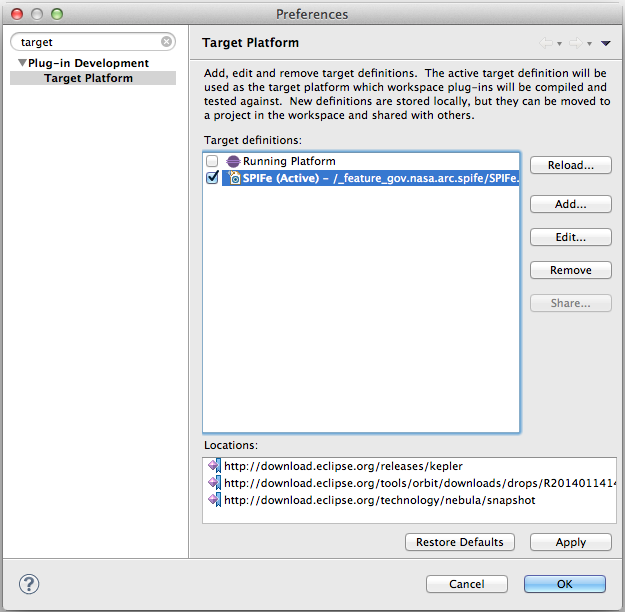 Preferences
target
Plug-in Development
Target Platform
Target Platform
Add, edit and remove target definitions.  The active target definition will be
used as the target platform which workspace plug-ins will be compiled and
tested against.  New definitions are stored locally, but they can be moved to
a project in the workspace and shared with others.
Target definitions:
Running Platform
SPIFe (Active) - /_feature_gov.nasa.arc.spife/SPIFe.
Reload...
Add...
Edit...
Remove
Share...
Locations:
http://download.eclipse.org/releases/kepler
http://download.eclipse.org/tools/orbit/downloads/drops/R2014011414
http://download.eclipse.org/technology/nebula/snapshot
Restore Defaults
Apply
?
Cancel
OK